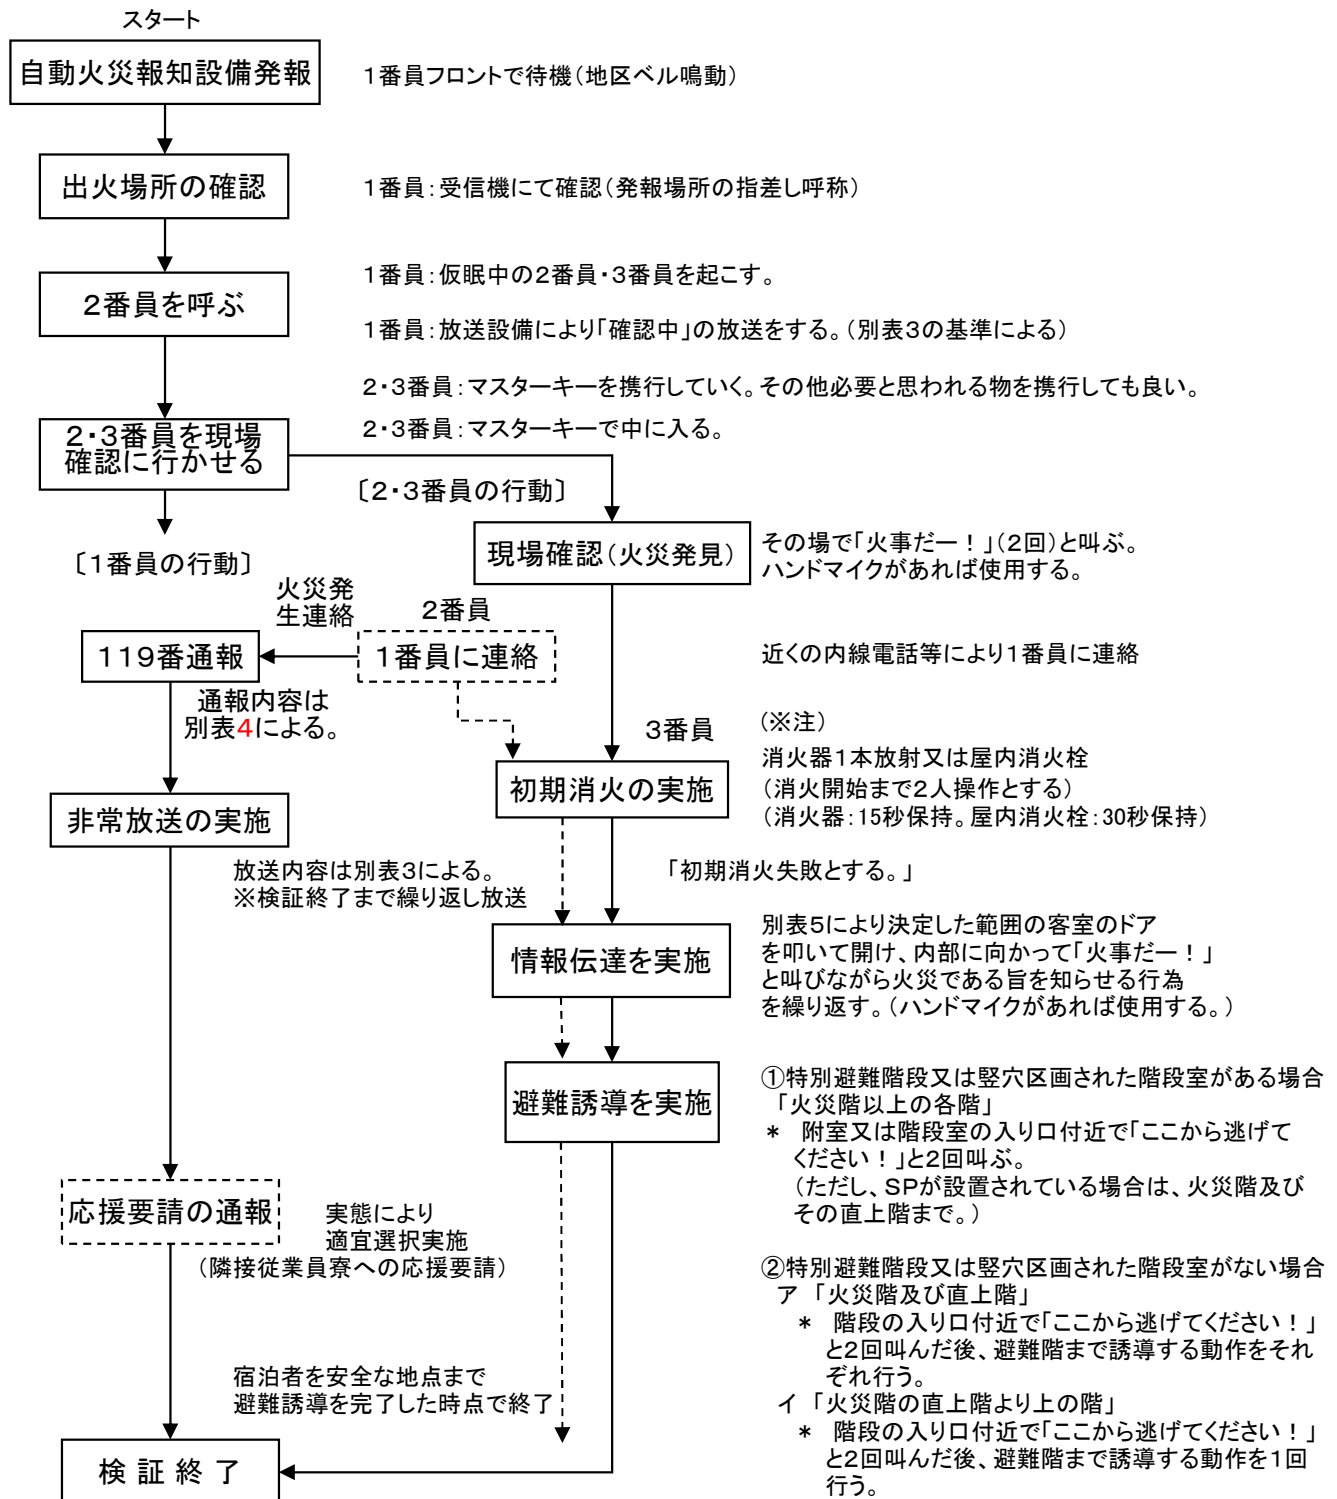 スタート
自動火災報知設備発報
1番員フロントで待機(地区ベル鳴動)
出火場所の確認
1番員:受信機にて確認(発報場所の指差し呼称)
2番員を呼ぶ
1番員:仮眠中の2番員・3番員を起こす。
1番員:放送設備により「確認中」の放送をする。(別表3の基準による)
2・3番員:マスターキーを携行していく。その他必要と思われる物を携行しても良い。
2・3番員を現場
確認に行かせる
2・3番員:マスターキーで中に入る。
〔2・3番員の行動〕
〔1番員の行動〕
現場確認(火災発見)
その場で「火事だー!」(2回)と叫ぶ。
ハンドマイクがあれば使用する。
火災発
生連絡
2番員
119番通報
1番員に連絡
近くの内線電話等により1番員に連絡
通報内容は
別表4による。
3番員
(※注)
初期消火の実施
消火器1本放射又は屋内消火栓
(消火開始まで2人操作とする)
(消火器:15秒保持。屋内消火栓:30秒保持)
非常放送の実施
放送内容は別表3による。
※検証終了まで繰り返し放送
「初期消火失敗とする。」
情報伝達を実施
別表5により決定した範囲の客室のドア
を叩いて開け、内部に向かって「火事だー!」
と叫びながら火災である旨を知らせる行為
を繰り返す。(ハンドマイクがあれば使用する。)
避難誘導を実施
①特別避難階段又は竪穴区画された階段室がある場合
「火災階以上の各階」
* 附室又は階段室の入り口付近で「ここから逃げて
ください!」と2回叫ぶ。
(ただし、SPが設置されている場合は、火災階及び
その直上階まで。)
応援要請の通報
実態により
適宜選択実施
(隣接従業員寮への応援要請)
②特別避難階段又は竪穴区画された階段室がない場合
ア 「火災階及び直上階」
* 階段の入り口付近で「ここから逃げてください!」
と2回叫んだ後、避難階まで誘導する動作をそれ
ぞれ行う。
イ 「火災階の直上階より上の階」
* 階段の入り口付近で「ここから逃げてください!」
と2回叫んだ後、避難階まで誘導する動作を1回
行う。
宿泊者を安全な地点まで
避難誘導を完了した時点で終了
検 証 終 了